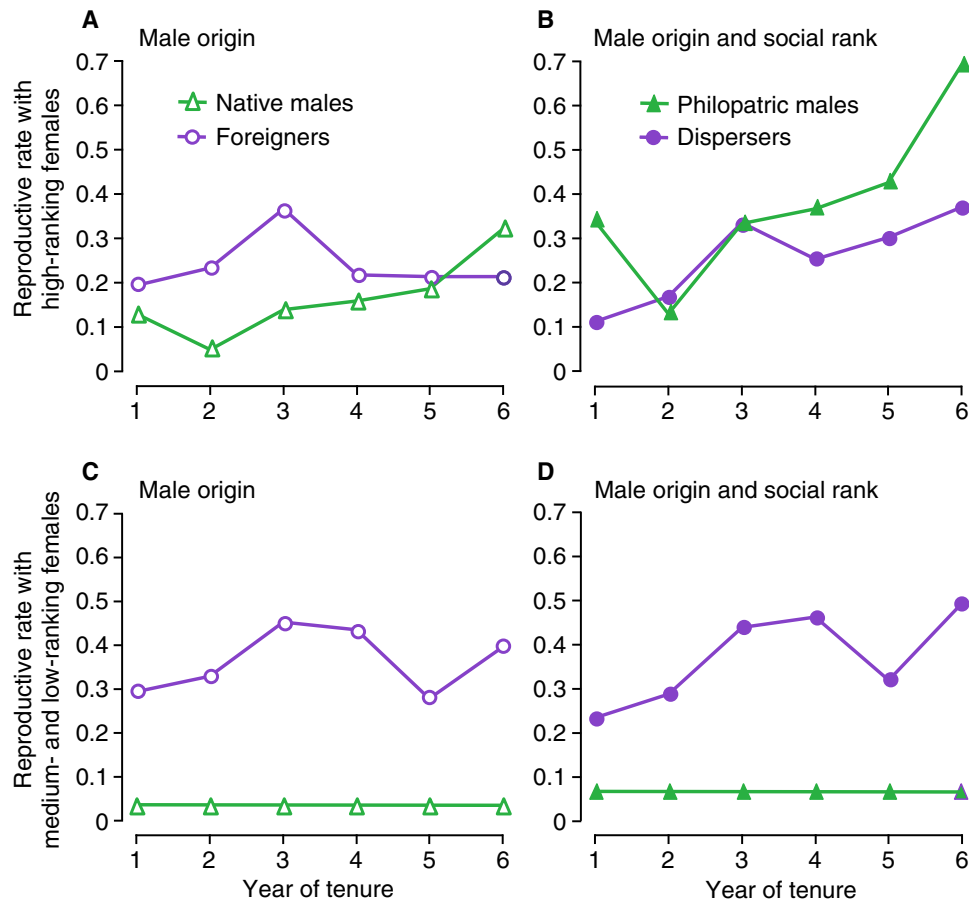 A
Male origin
0.7
0.6
0.5
0.4
0.3
0.2
0.1
0
Reproductive rate with
high-ranking females
Native males
Foreigners
1 2 3 4 5 6
B
Male origin and social rank
0.7
0.6
0.5
0.4
0.3
0.2
0.1
0
Philopatric males
Dispersers
1 2 3 4 5 6
C
Male origin
0.7
0.6
0.5
0.4
0.3
0.2
0.1
0
Reproductive rate with
medium- and low-ranking females
1 2 3 4 5 6
Year of tenure
D
Male origin and social rank
0.7
0.6
0.5
0.4
0.3
0.2
0.1
0
1 2 3 4 5 6
Year of tenure